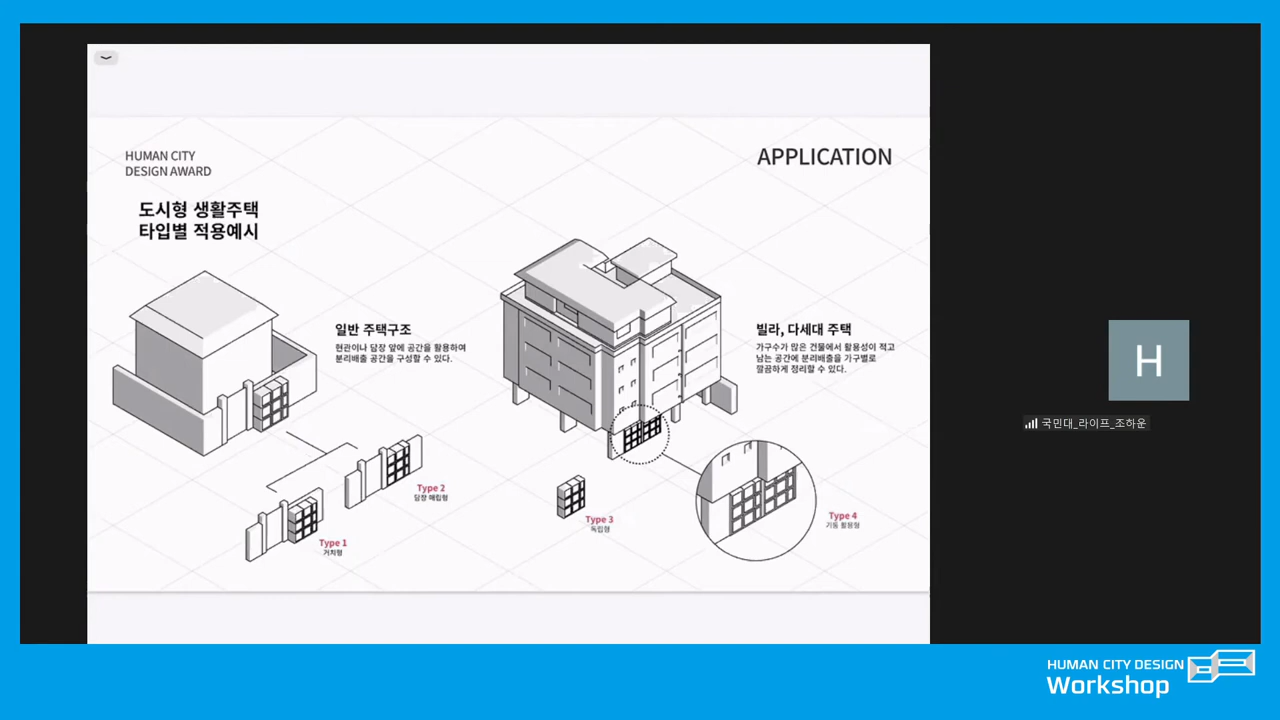 HUMAN CITY
DESIGN AWARD
APPLICATION
도시형 생활주택
타입별 적용예시
일반 주택구조
현관이나 담장 앞에 공간을 활용하여
분리배출 공간을 구성할 수 있다.
빌라, 다세대 주택
가구수가 많은 건물에서 활용성이 적고
남는 공간에 분리배출을 가구별로
깔끔하게 정리할 수 있다.
Type 2
담장 매립형
Type 1
거치형
Type 3
독립형
Type 4
기둥 활용형
H
국민대_라이프_조하운
HUMAN CITY DESIGN
Workshop